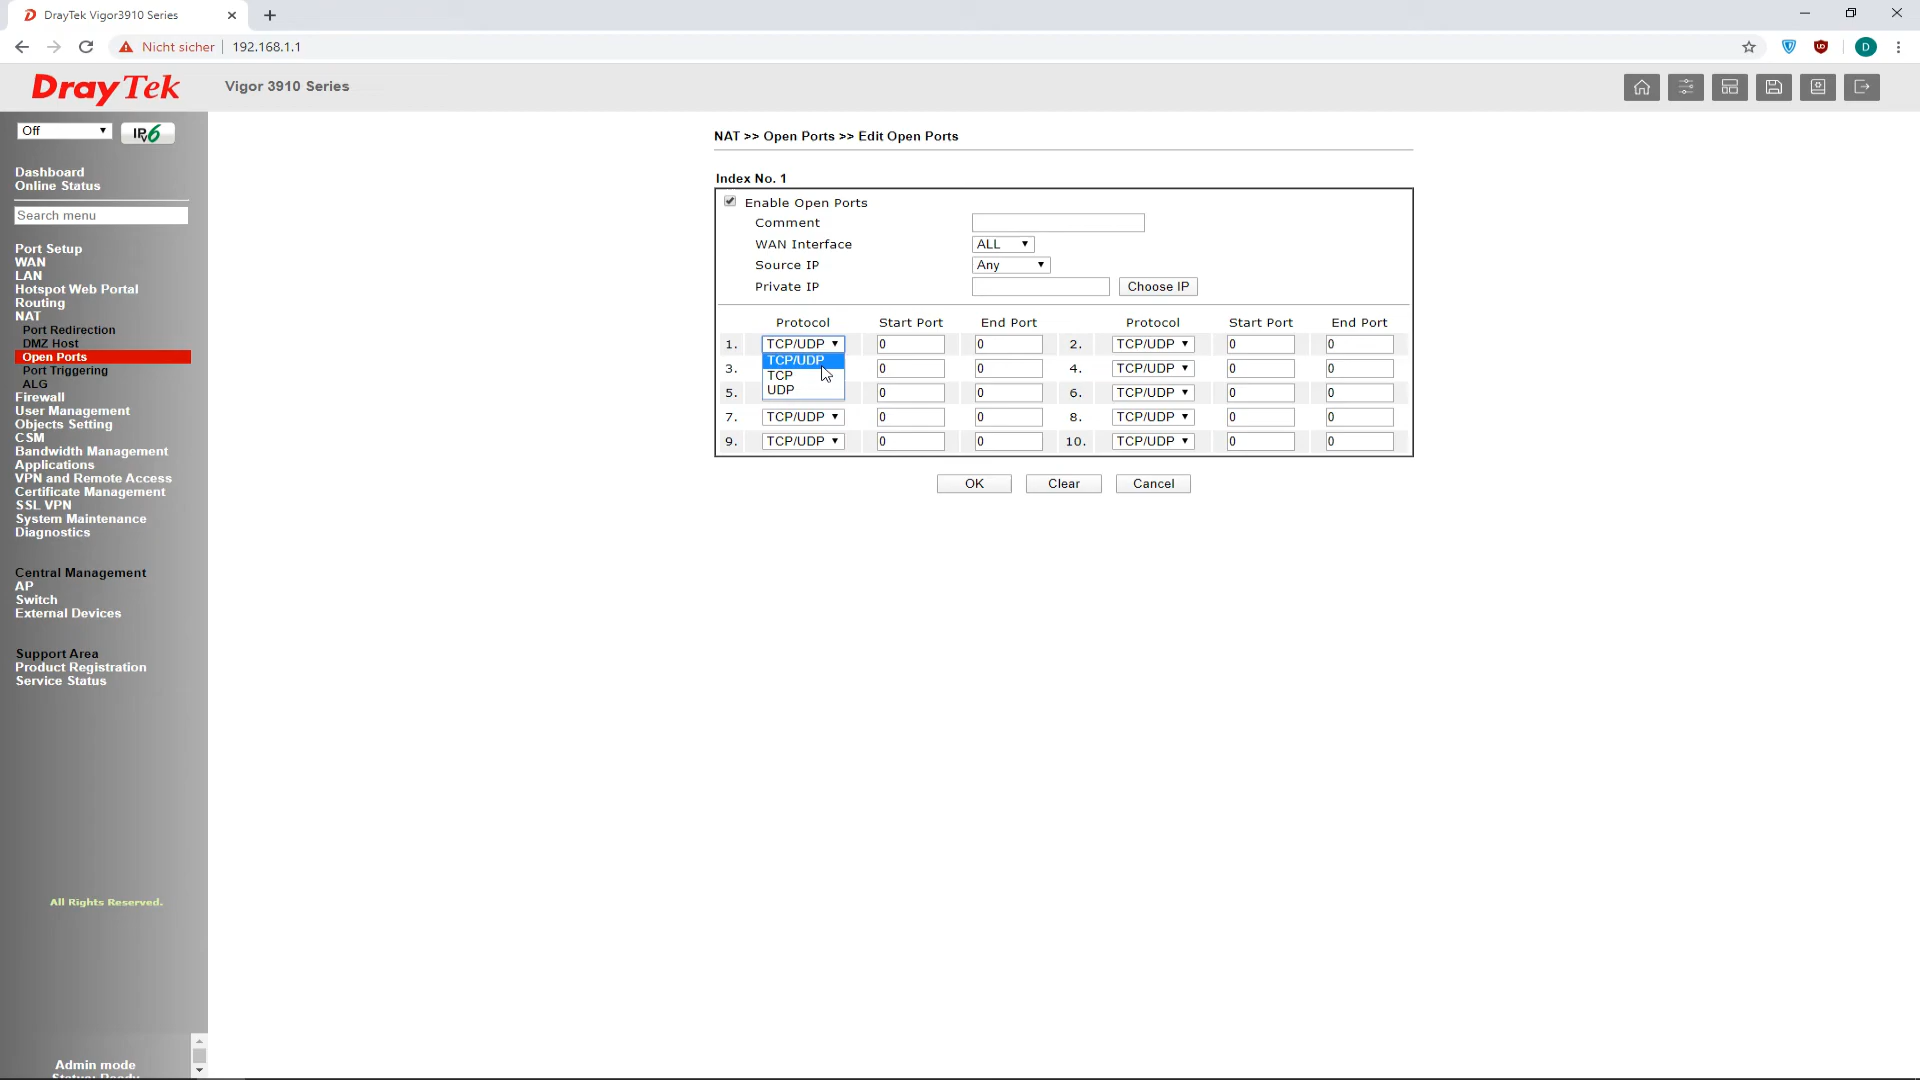 DrayTek Vigor3910 Series
Nicht sicher 192.168.1.1
DrayTek Vigor 3910 Series
Off IPv6
Dashboard
Online Status
Search menu
Port Setup
WAN
LAN
Hotspot Web Portal
Routing
NAT
Port Redirection
DMZ Host
Open Ports
Port Triggering
ALG
Firewall
User Management
Objects Setting
CSM
Bandwidth Management
Applications
VPN and Remote Access
Certificate Management
SSL VPN
System Maintenance
Diagnostics
Central Management
AP
Switch
External Devices
Support Area
Product Registration
Service Status
All Rights Reserved.
Admin mode
Status: Ready
NAT >> Open Ports >> Edit Open Ports
Index No. 1
Enable Open Ports
Comment
WAN Interface ALL
Source IP Any
Private IP Choose IP
Protocol Start Port End Port Protocol Start Port End Port
1. TCP/UDP 0 0 2. TCP/UDP 0 0
TCP/UDP
TCP
UDP
3. 0 0 4. TCP/UDP 0 0
5. 0 0 6. TCP/UDP 0 0
7. TCP/UDP 0 0 8. TCP/UDP 0 0
9. TCP/UDP 0 0 10. TCP/UDP 0 0
OK Clear Cancel
D